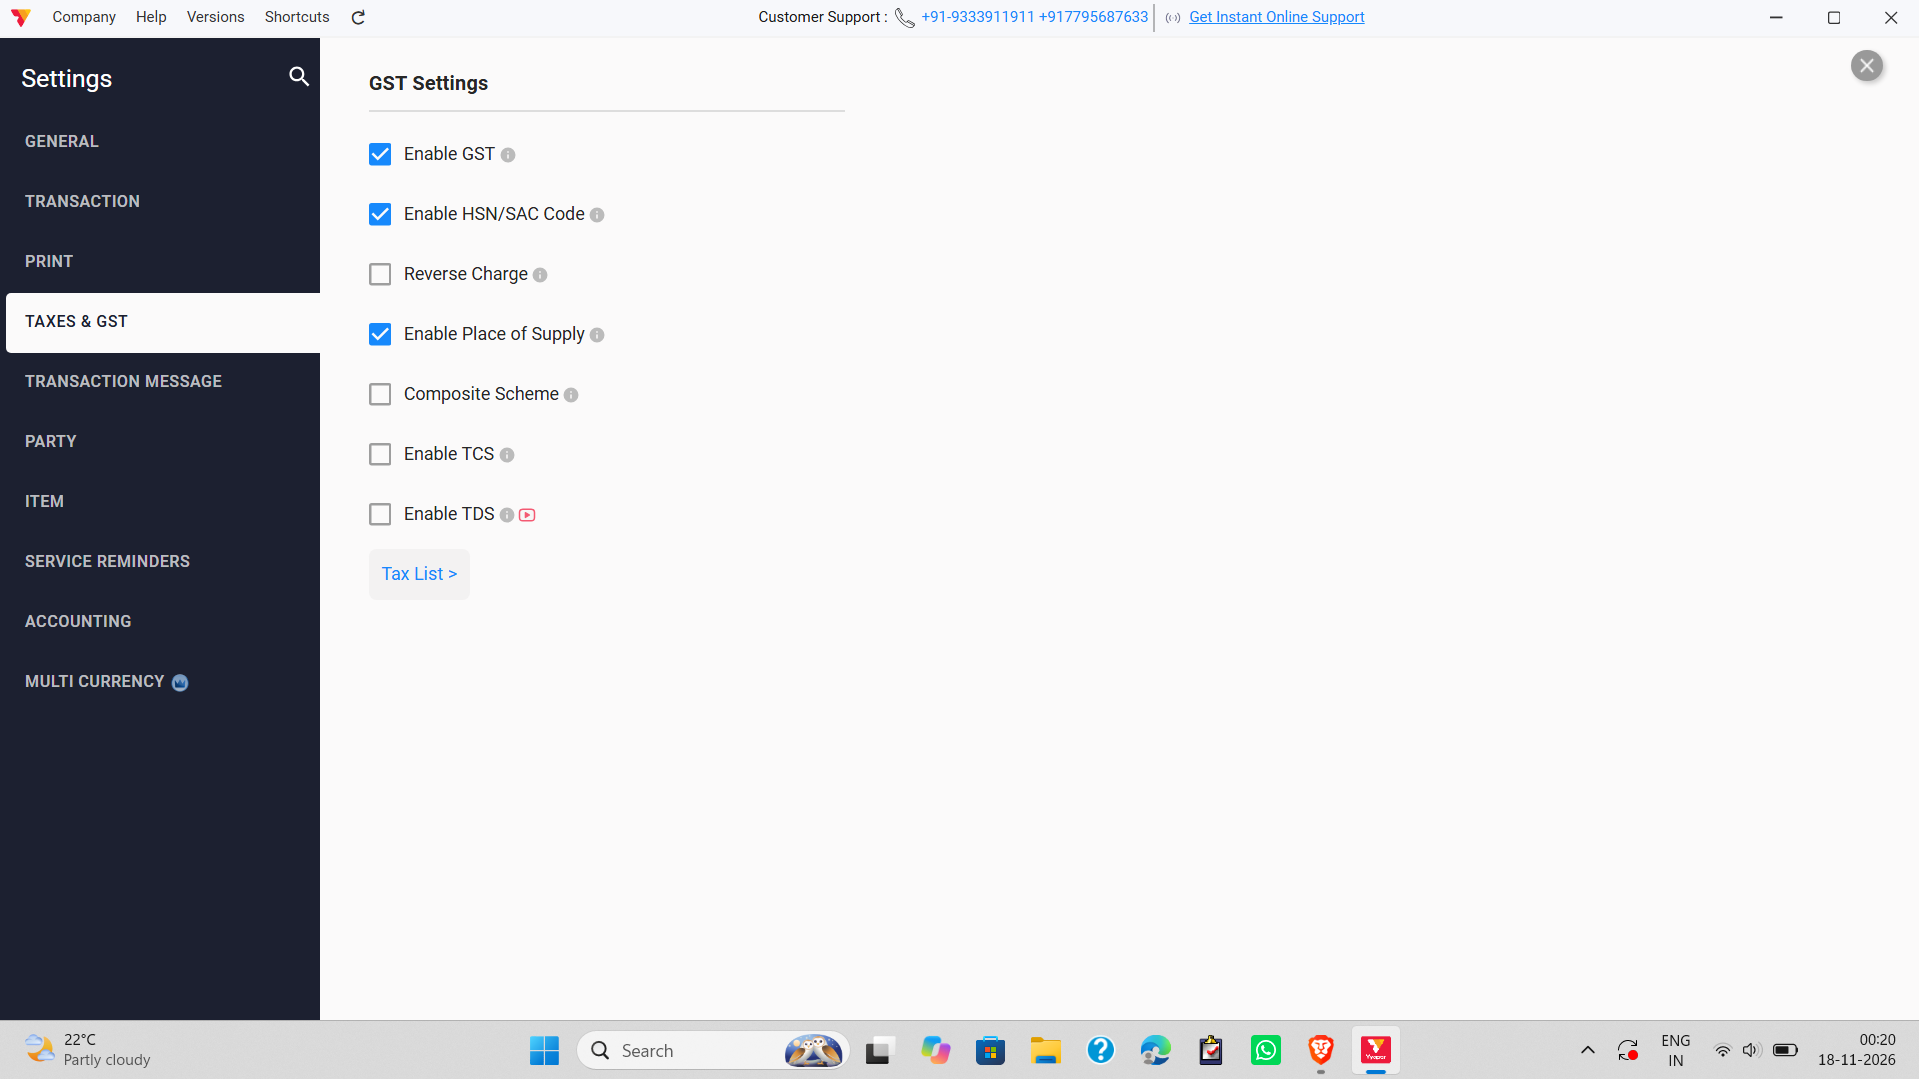 Company Help Versions Shortcuts
Customer Support : +91-9333911911 +917795687633 Get Instant Online Support
Settings
GENERAL
TRANSACTION
PRINT
TAXES & GST
TRANSACTION MESSAGE
PARTY
ITEM
SERVICE REMINDERS
ACCOUNTING
MULTI CURRENCY
GST Settings
Enable GST
Enable HSN/SAC Code
Reverse Charge
Enable Place of Supply
Composite Scheme
Enable TCS
Enable TDS
Tax List >
22°C
Partly cloudy
Search
Vyapar
ENG
IN
00:20
18-11-2026